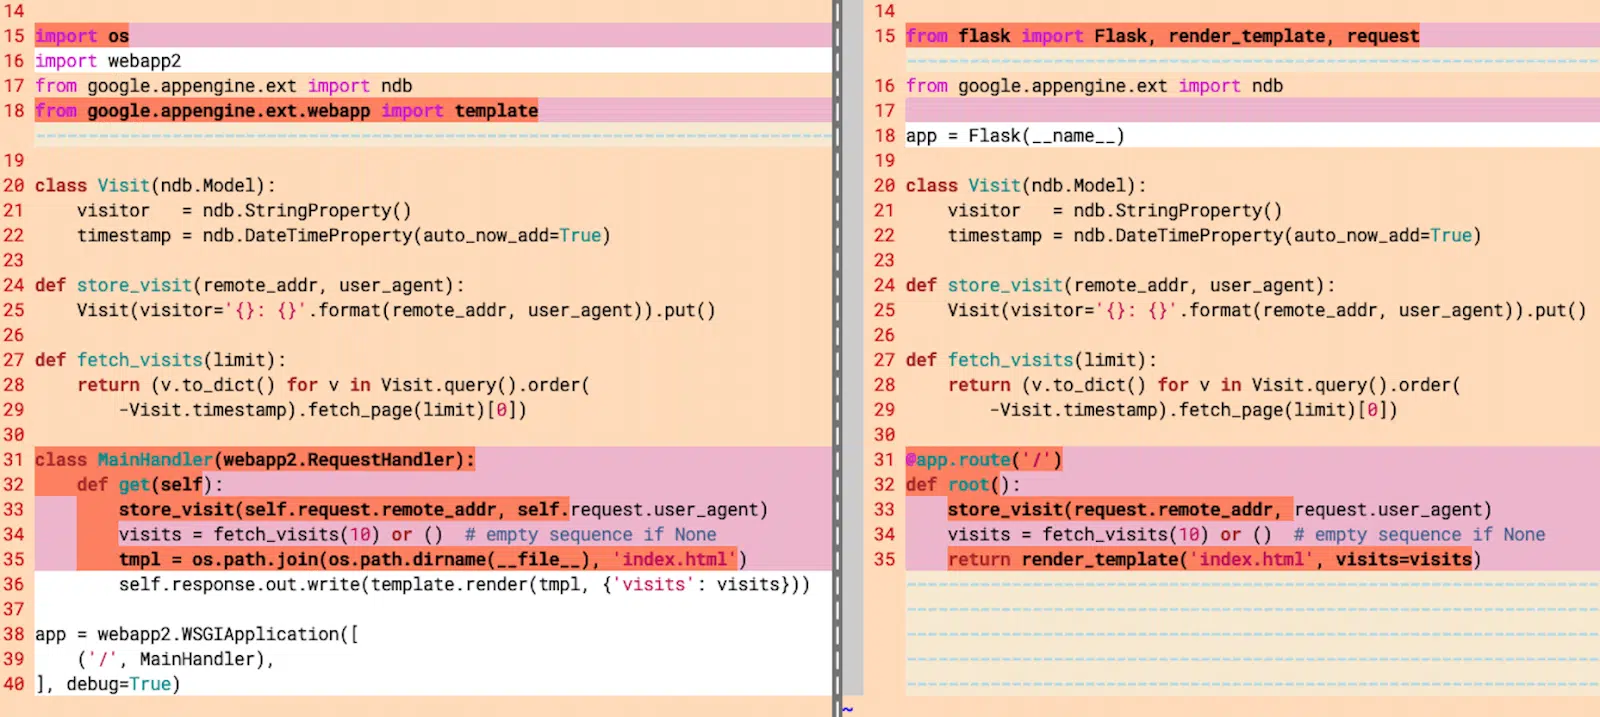 14
15 import os
16 import webapp2
17 from google.appengine.ext import ndb
18 from google.appengine.ext.webapp import template
19
20 class Visit(ndb.Model):
21     visitor   = ndb.StringProperty()
22     timestamp = ndb.DateTimeProperty(auto_now_add=True)
23
24 def store_visit(remote_addr, user_agent):
25     Visit(visitor='{}: {}'.format(remote_addr, user_agent)).put()
26
27 def fetch_visits(limit):
28     return (v.to_dict() for v in Visit.query().order(
29         -Visit.timestamp).fetch_page(limit)[0])
30
31 class MainHandler(webapp2.RequestHandler):
32     def get(self):
33         store_visit(self.request.remote_addr, self.request.user_agent)
34         visits = fetch_visits(10) or ()  # empty sequence if None
35         tmpl = os.path.join(os.path.dirname(__file__), 'index.html')
36         self.response.out.write(template.render(tmpl, {'visits': visits}))
37
38 app = webapp2.WSGIApplication([
39     ('/', MainHandler),
40 ], debug=True)
14
15 from flask import Flask, render_template, request
16 from google.appengine.ext import ndb
17
18 app = Flask(__name__)
19
20 class Visit(ndb.Model):
21     visitor   = ndb.StringProperty()
22     timestamp = ndb.DateTimeProperty(auto_now_add=True)
23
24 def store_visit(remote_addr, user_agent):
25     Visit(visitor='{}: {}'.format(remote_addr, user_agent)).put()
26
27 def fetch_visits(limit):
28     return (v.to_dict() for v in Visit.query().order(
29         -Visit.timestamp).fetch_page(limit)[0])
30
31 @app.route('/')
32 def root():
33     store_visit(request.remote_addr, request.user_agent)
34     visits = fetch_visits(10) or ()  # empty sequence if None
35     return render_template('index.html', visits=visits)
~